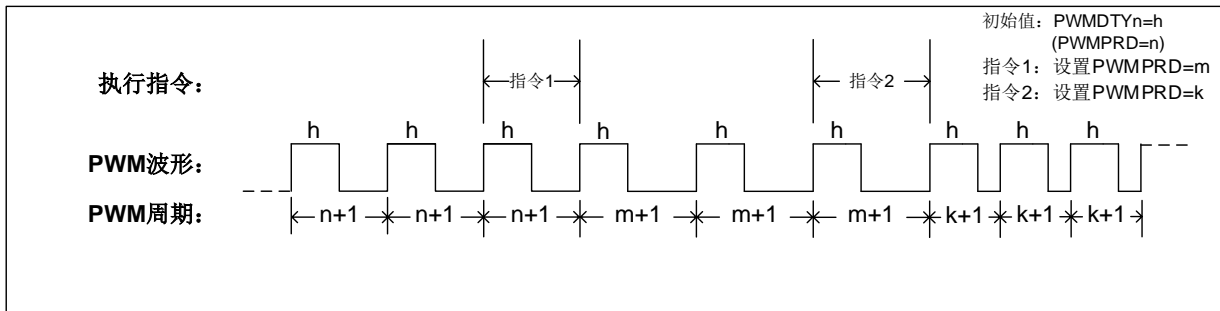 初始值：PWMDTYn=h
(PWMPRD=n)
指令1：设置PWMPRD=m
指令2：设置PWMPRD=k
执行指令：
指令1
指令2
h h h h h h h h h
PWM波形：
PWM周期：
n+1 n+1 n+1 m+1 m+1 m+1 k+1 k+1 k+1